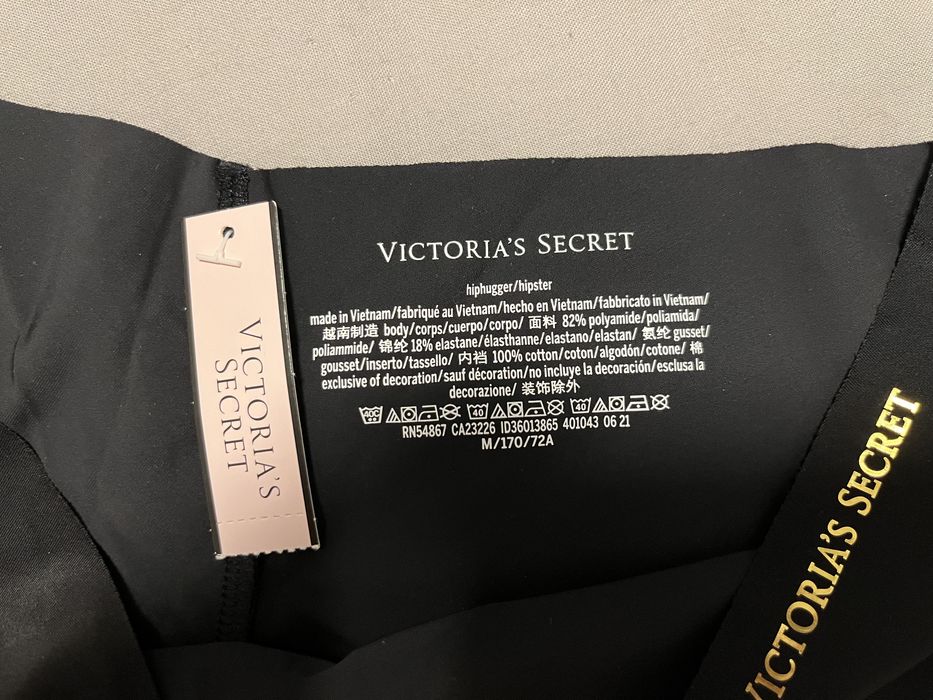 VICTORIA'S SECRET
hiphugger/hipster
made in Vietnam/fabriqué au Vietnam/hecho en Vietnam/fabbricato in Vietnam/
越南制造 body/corps/cuerpo/corpo/ 面料 82% polyamide/poliamida/
poliammide/ 锦纶 18% elastane/élasthanne/elastano/elastan/ 氨纶 gusset/
gousset/inserto/tassello/ 内裆 100% cotton/coton/algodón/cotone/ 棉
exclusive of decoration/sauf décoration/no incluye la decoración/esclusa la
decorazione/ 装饰除外
40C 40 40
RN54867 CA23226 ID36013865 401043 06 21
M/170/72A
VICTORIA'S
SECRET
VICTORIA'S SECRET